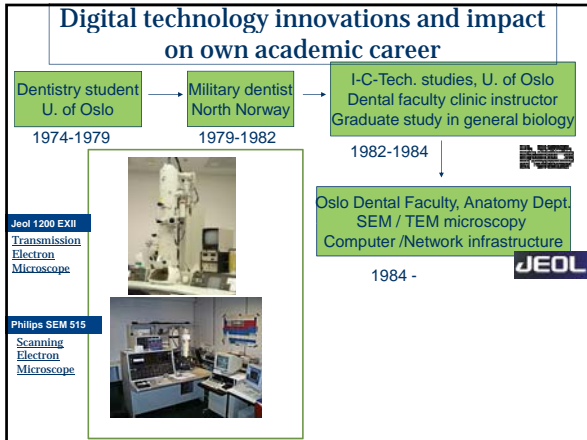 Digital technology innovations and impact
on own academic career
Dentistry student
U. of Oslo
1974-1979
Military dentist
North Norway
1979-1982
I-C-Tech. studies, U. of Oslo
Dental faculty clinic instructor
Graduate study in general biology
1982-1984
Oslo Dental Faculty, Anatomy Dept.
SEM / TEM microscopy
Computer /Network infrastructure
JEOL
1984 -
Jeol 1200 EXII
Transmission
Electron
Microscope
Philips SEM 515
Scanning
Electron
Microscope